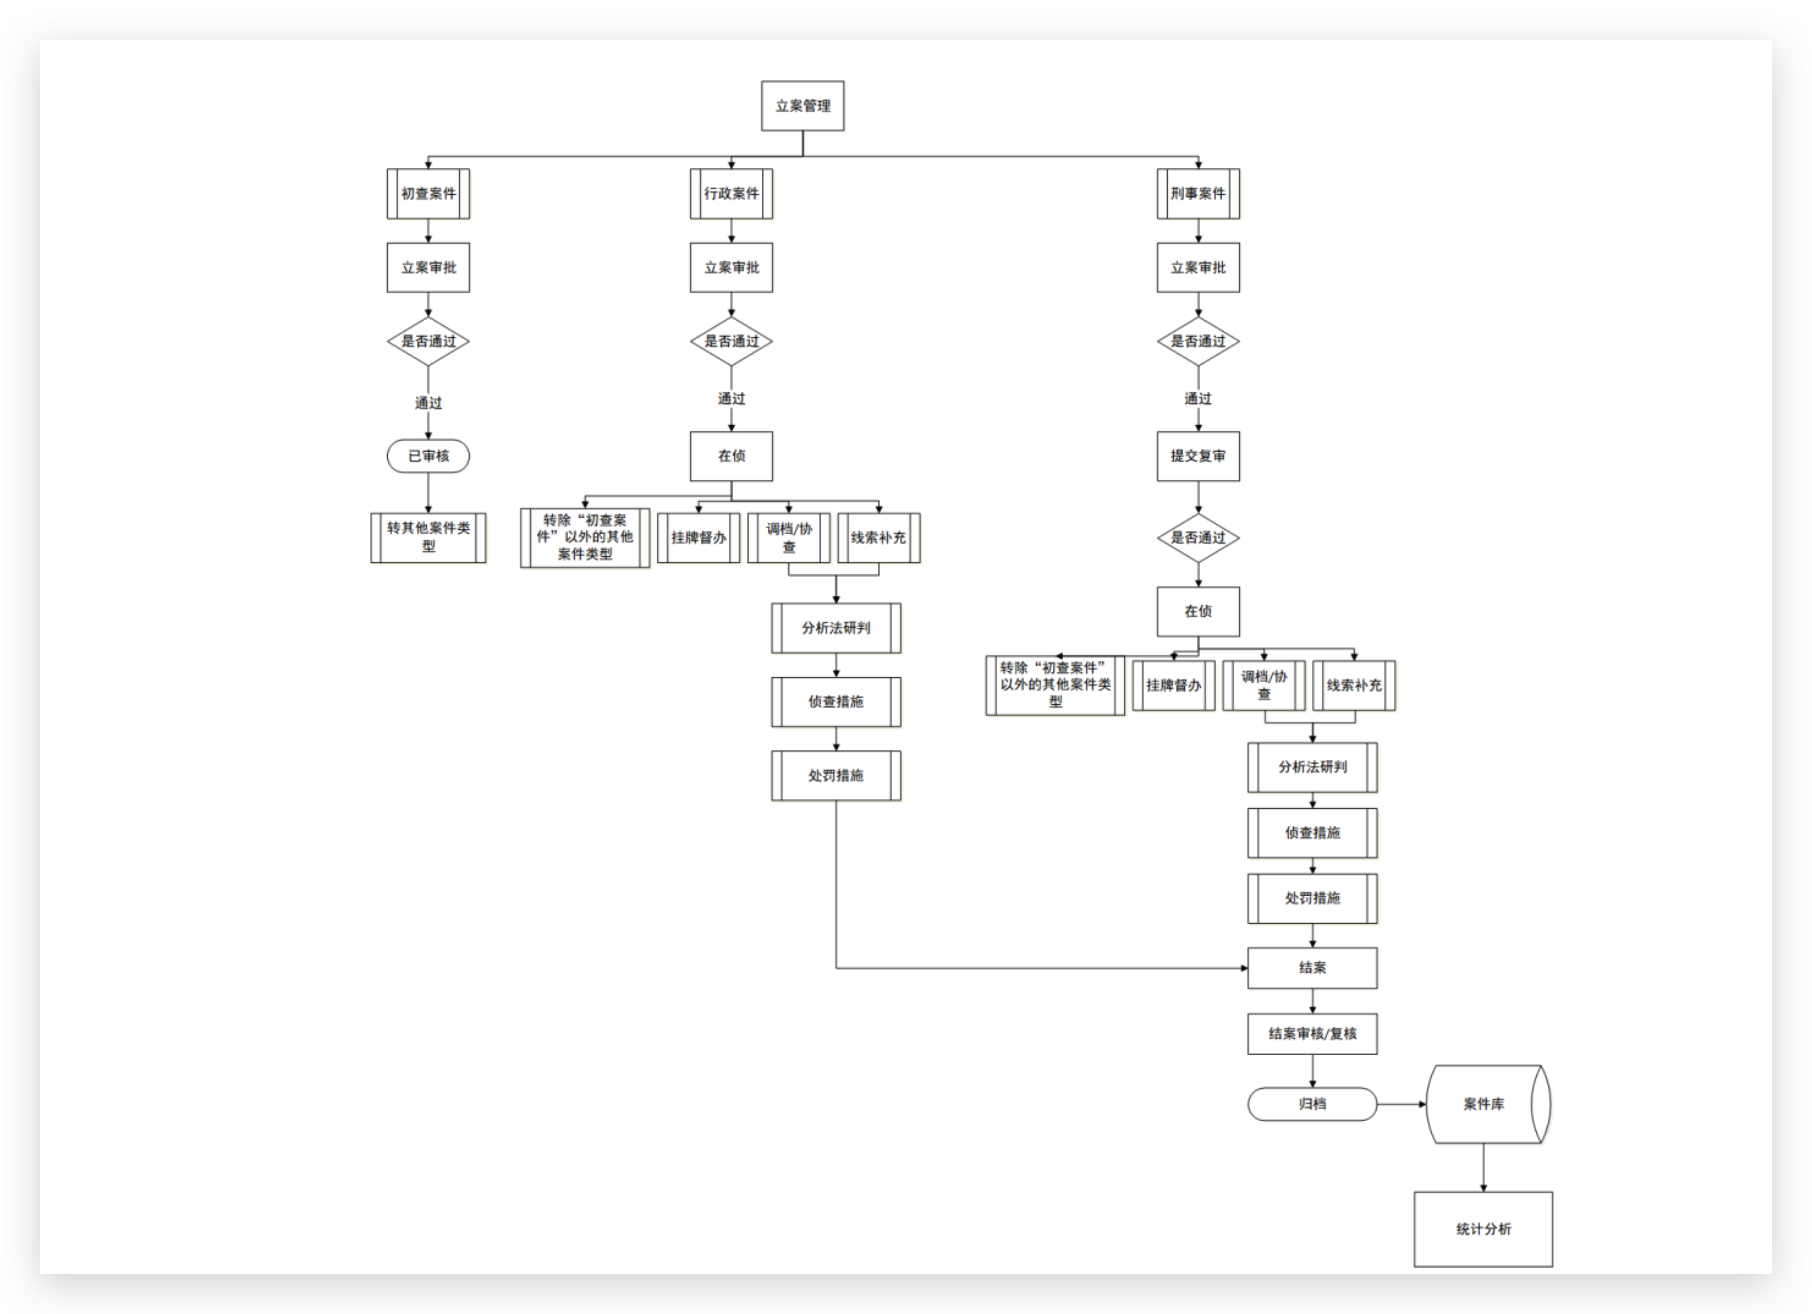 立案管理
初查案件
行政案件
刑事案件
立案审批
立案审批
立案审批
是否通过
是否通过
是否通过
通过
通过
通过
已审核
在侦
提交复审
转其他案件类
型
转除“初查案
件”以外的其他
案件类型
挂牌督办
调档/协
查
线索补充
是否通过
在侦
分析法研判
侦查措施
处罚措施
转除“初查案件”
以外的其他案件类
型
挂牌督办
调档/协
查
线索补充
分析法研判
侦查措施
处罚措施
结案
结案审核/复核
归档
案件库
统计分析